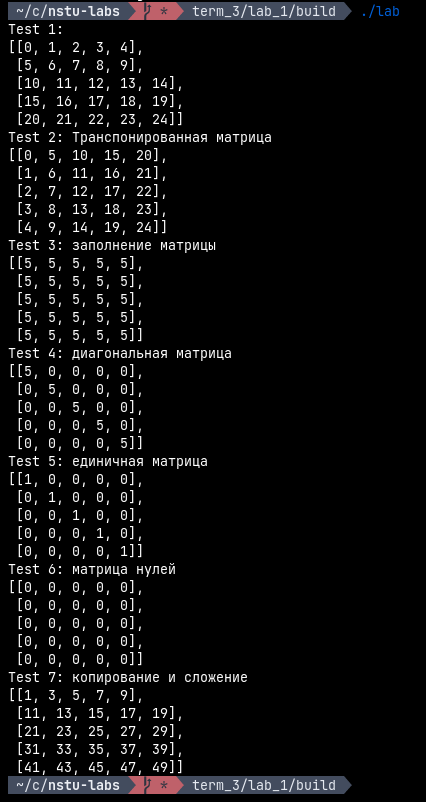 ~/c/nstu-labs * term_3/lab_1/build ./lab
Test 1:
[[0, 1, 2, 3, 4],
[5, 6, 7, 8, 9],
[10, 11, 12, 13, 14],
[15, 16, 17, 18, 19],
[20, 21, 22, 23, 24]]
Test 2: Транспонированная матрица
[[0, 5, 10, 15, 20],
[1, 6, 11, 16, 21],
[2, 7, 12, 17, 22],
[3, 8, 13, 18, 23],
[4, 9, 14, 19, 24]]
Test 3: заполнение матрицы
[[5, 5, 5, 5, 5],
[5, 5, 5, 5, 5],
[5, 5, 5, 5, 5],
[5, 5, 5, 5, 5],
[5, 5, 5, 5, 5]]
Test 4: диагональная матрица
[[5, 0, 0, 0, 0],
[0, 5, 0, 0, 0],
[0, 0, 5, 0, 0],
[0, 0, 0, 5, 0],
[0, 0, 0, 0, 5]]
Test 5: единичная матрица
[[1, 0, 0, 0, 0],
[0, 1, 0, 0, 0],
[0, 0, 1, 0, 0],
[0, 0, 0, 1, 0],
[0, 0, 0, 0, 1]]
Test 6: матрица нулей
[[0, 0, 0, 0, 0],
[0, 0, 0, 0, 0],
[0, 0, 0, 0, 0],
[0, 0, 0, 0, 0],
[0, 0, 0, 0, 0]]
Test 7: копирование и сложение
[[1, 3, 5, 7, 9],
[11, 13, 15, 17, 19],
[21, 23, 25, 27, 29],
[31, 33, 35, 37, 39],
[41, 43, 45, 47, 49]]
~/c/nstu-labs * term_3/lab_1/build